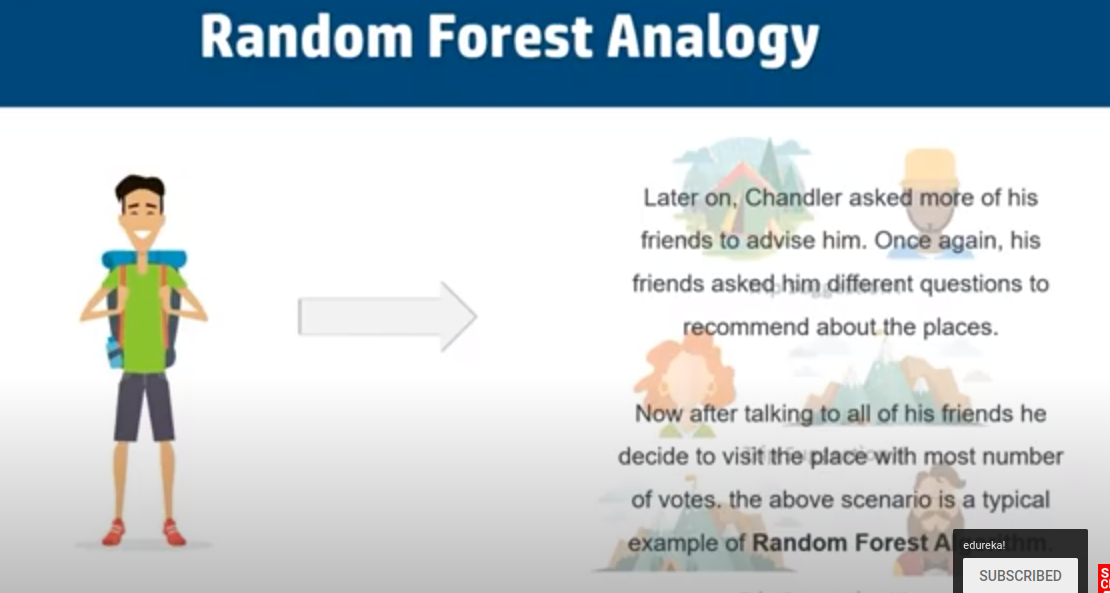 Random Forest Analogy
Later on, Chandler asked more of his
friends to advise him. Once again, his
friends asked him different questions to
recommend about the places.
Now after talking to all of his friends he
decide to visit the place with most number
of votes. the above scenario is a typical
example of Random Forest Algorithm.
edureka!
SUBSCRIBED